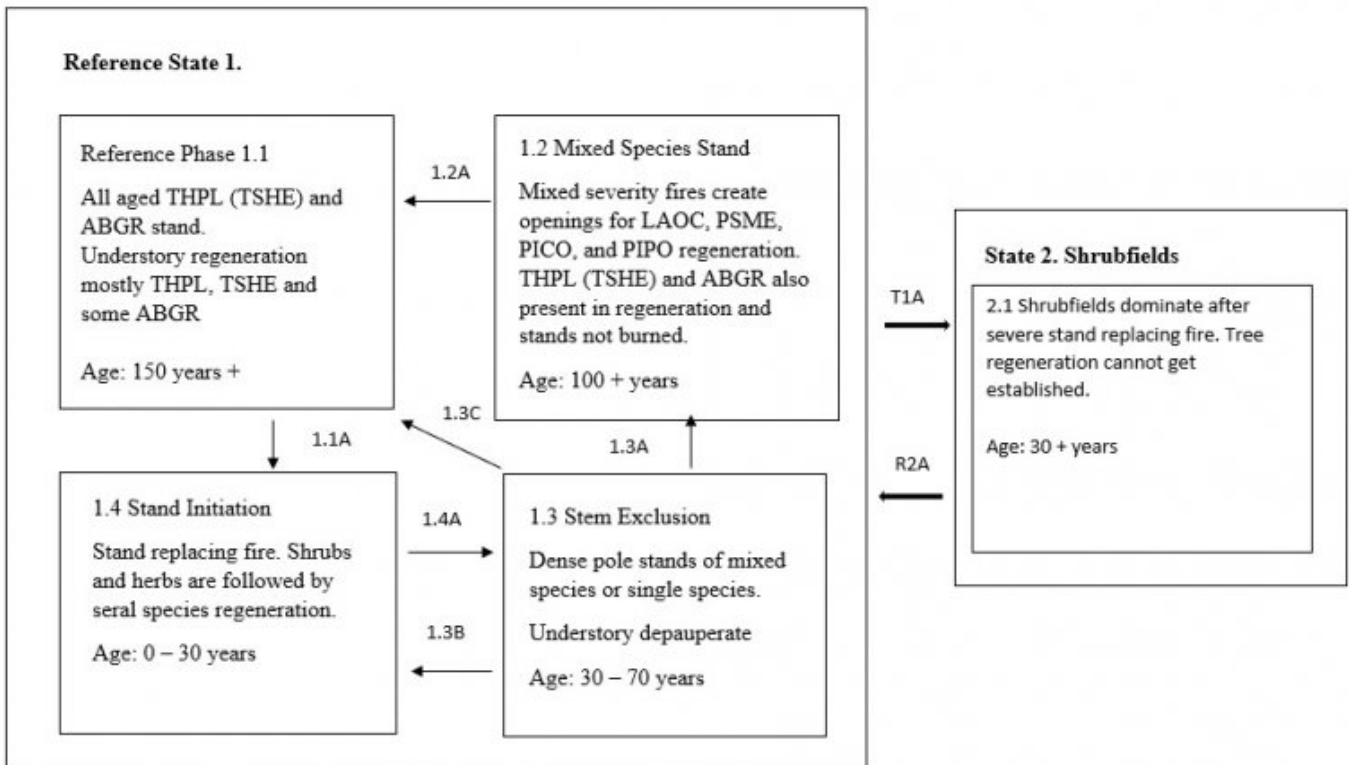 Reference State 1.
Reference Phase 1.1
All aged THPL (TSHE) and
ABGR stand.
Understory regeneration
mostly THPL, TSHE and
some ABGR
Age: 150 years +
1.2A
1.2 Mixed Species Stand
Mixed severity fires create
openings for LAOC, PSME,
PICO, and PIPO regeneration.
THPL (TSHE) and ABGR also
present in regeneration and
stands not burned.
Age: 100 + years
1.1A
1.3C
1.3A
1.4 Stand Initiation
Stand replacing fire. Shrubs
and herbs are followed by
seral species regeneration.
Age: 0 – 30 years
1.4A
1.3B
1.3 Stem Exclusion
Dense pole stands of mixed
species or single species.
Understory depauperate
Age: 30 – 70 years
T1A
R2A
State 2. Shrubfields
2.1 Shrubfields dominate after
severe stand replacing fire. Tree
regeneration cannot get
established.
Age: 30 + years